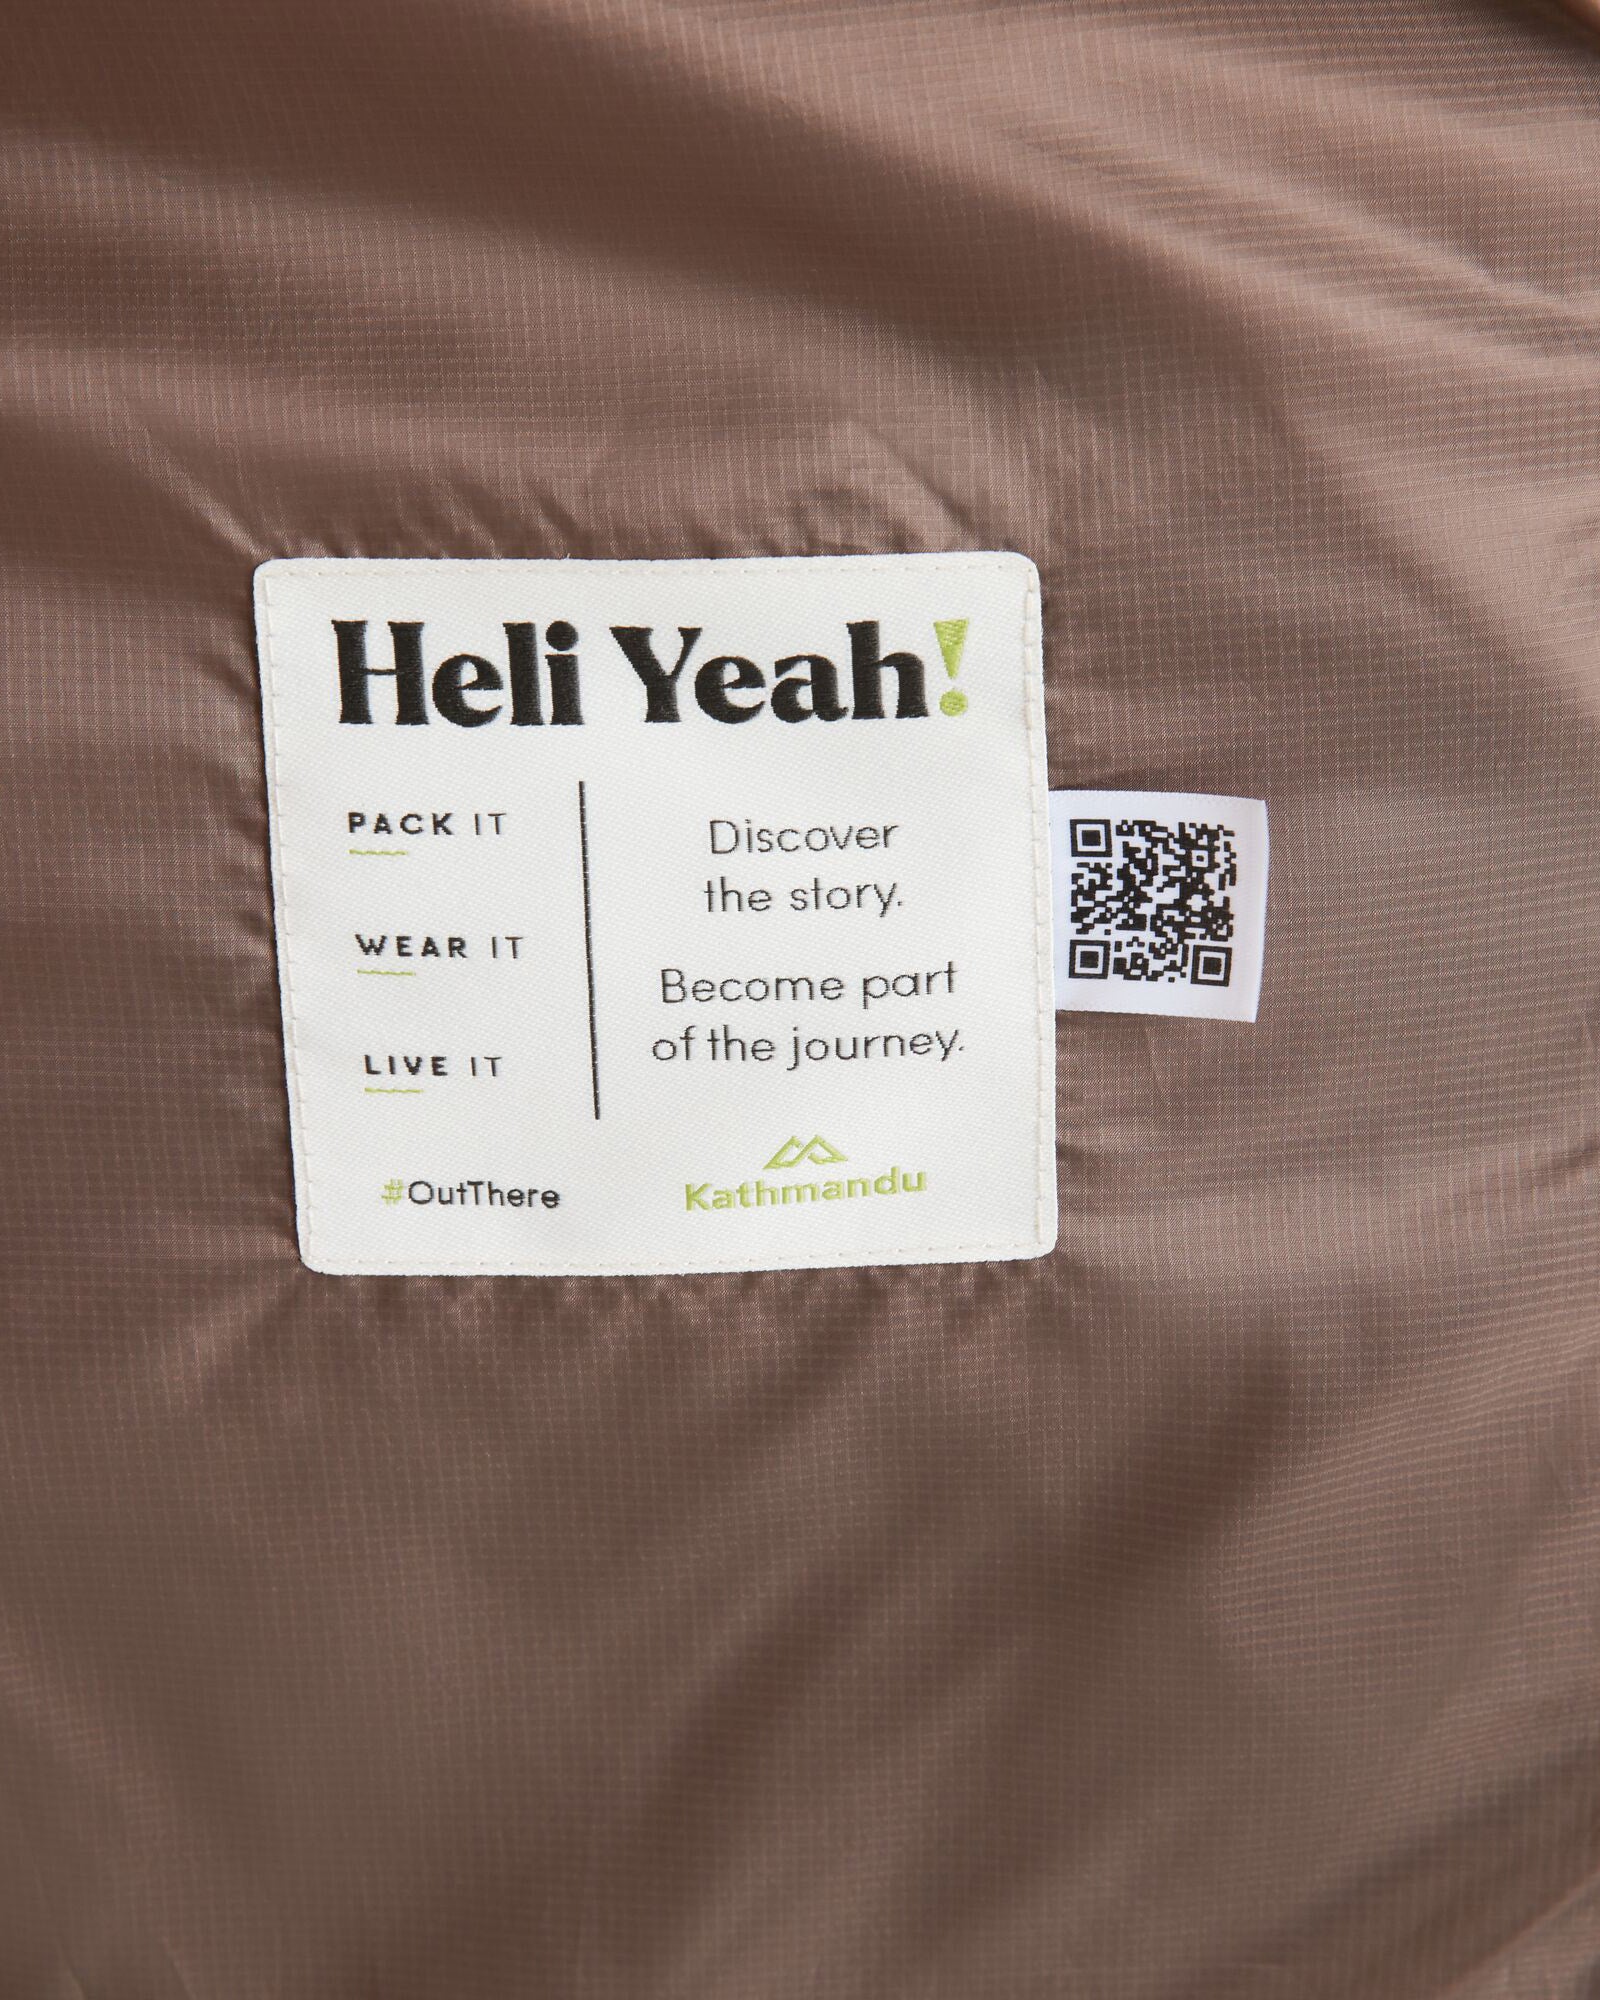 Heli Yeah!
PACK IT
WEAR IT
LIVE IT
Discover
the story.
Become part
of the journey.
#OutThere
Kathmandu